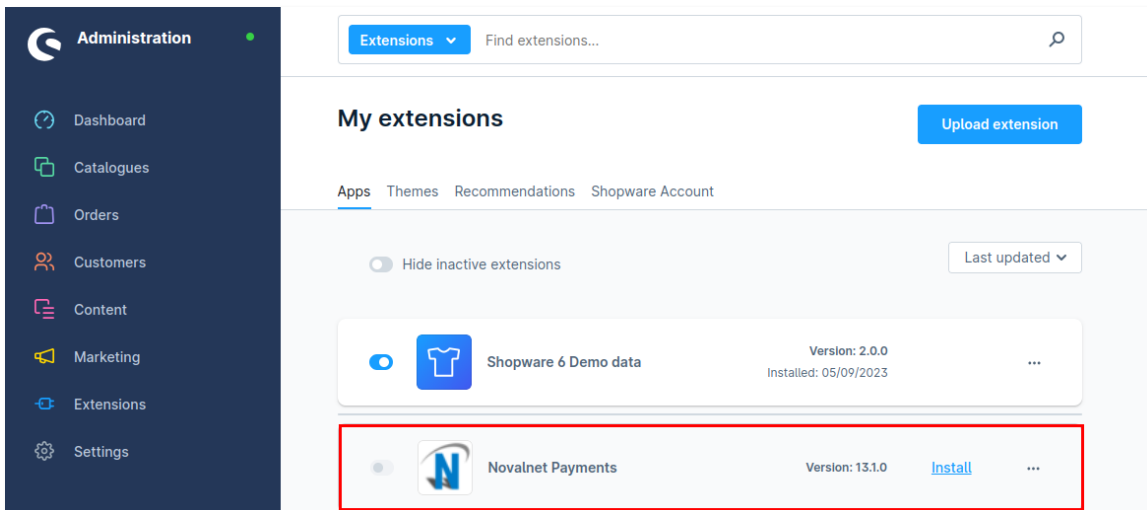 Administration
Dashboard
Catalogues
Orders
Customers
Content
Marketing
Extensions
Settings
Extensions
Find extensions...
My extensions
Upload extension
Apps Themes Recommendations Shopware Account
Hide inactive extensions
Last updated
Shopware 6 Demo data
Version: 2.0.0
Installed: 05/09/2023
...
N
Novalnet Payments
Version: 13.1.0
Install
...